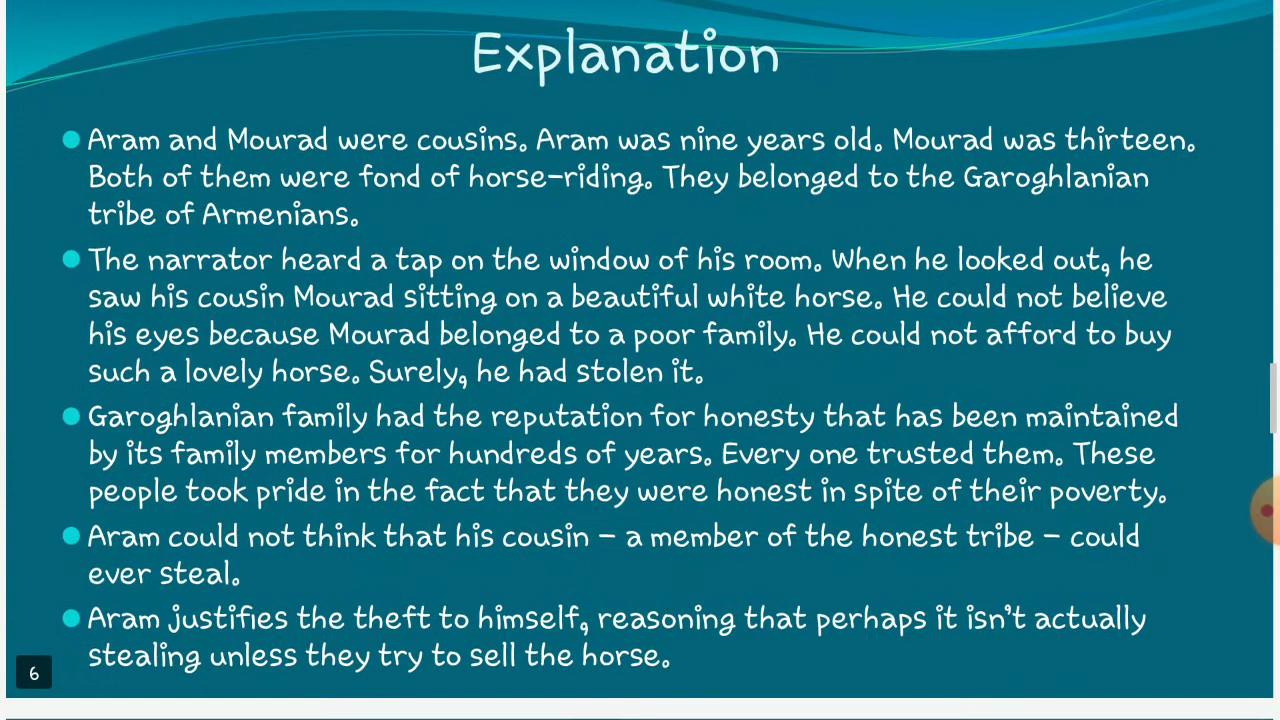 Explanation
Aram and Mourad were cousins. Aram was nine years old. Mourad was thirteen.
Both of them were fond of horse-riding. They belonged to the Garoghlanian
tribe of Armenians.
The narrator heard a tap on the window of his room. When he looked out, he
saw his cousin Mourad sitting on a beautiful white horse. He could not believe
his eyes because Mourad belonged to a poor family. He could not afford to buy
such a lovely horse. Surely, he had stolen it.
Garoghlanian family had the reputation for honesty that has been maintained
by its family members for hundreds of years. Every one trusted them. These
people took pride in the fact that they were honest in spite of their poverty.
Aram could not think that his cousin – a member of the honest tribe – could
ever steal.
Aram justifies the theft to himself, reasoning that perhaps it isn't actually
stealing unless they try to sell the horse.
6